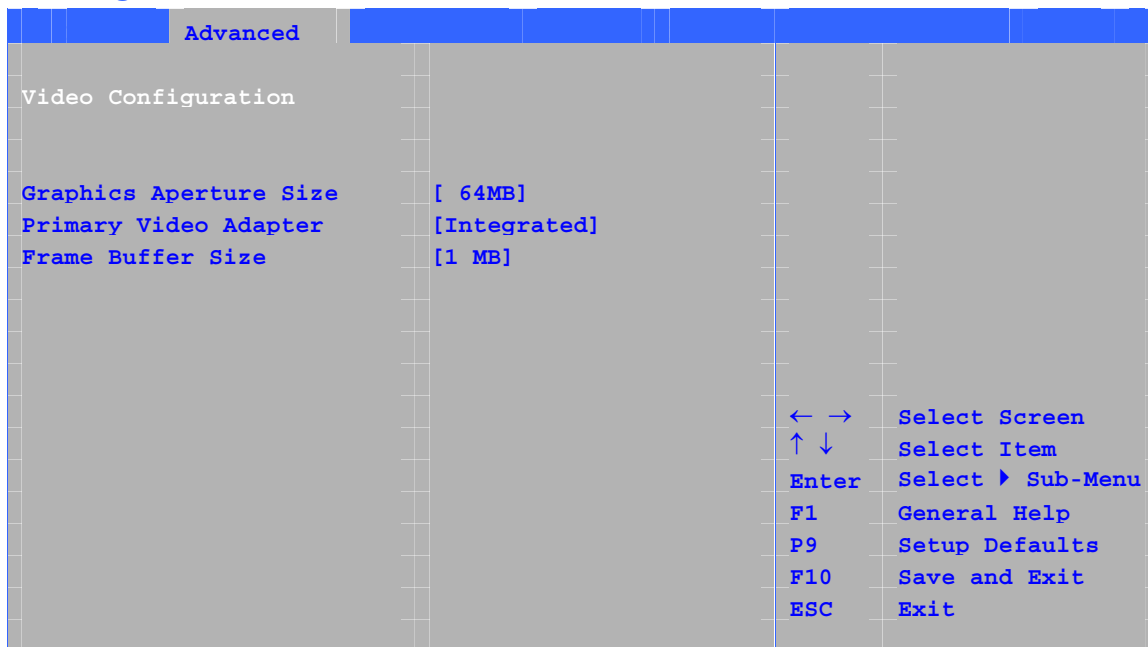 Advanced
Video Configuration
Graphics Aperture Size [ 64MB]
Primary Video Adapter [Integrated]
Frame Buffer Size [1 MB]
← → Select Screen
↑ ↓ Select Item
Enter Select ▶ Sub-Menu
F1 General Help
P9 Setup Defaults
F10 Save and Exit
ESC Exit